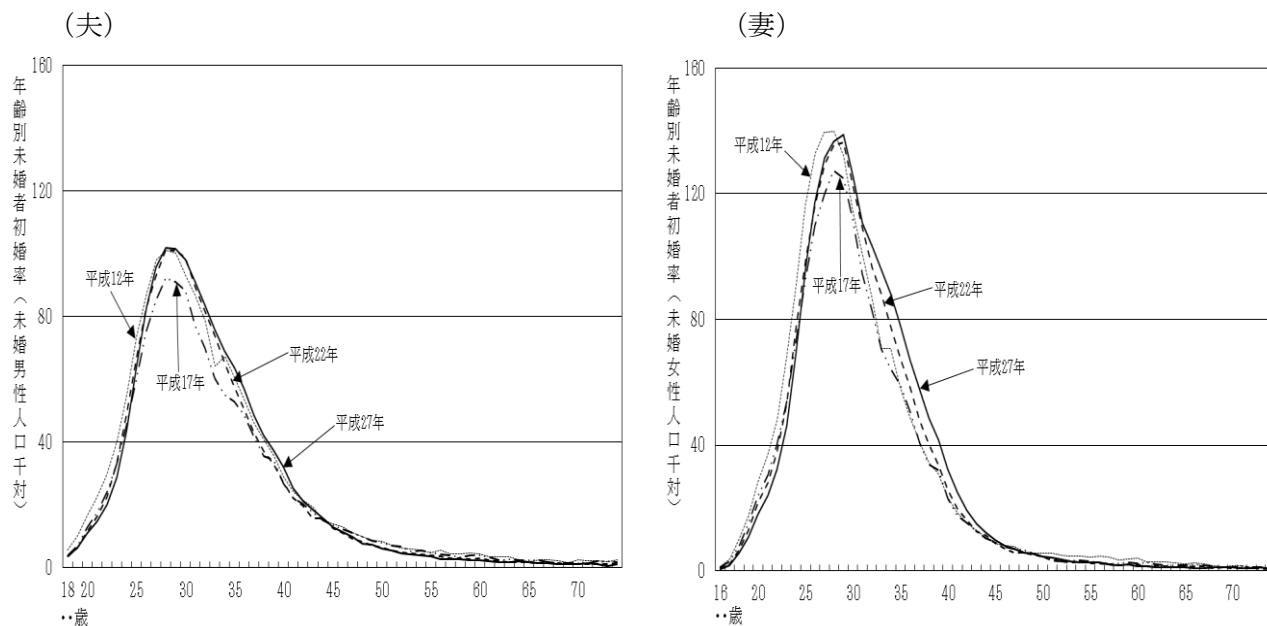 (夫)
160
120
80
40
0
年齢別未婚者初婚率(未婚男性人口千対)
平成12年
平成17年
平成22年
平成27年
18 20 25 30 35 40 45 50 55 60 65 70
・・歳
(妻)
180
120
80
40
0
年齢別未婚者初婚率(未婚女性人口千対)
平成12年
平成17年
平成22年
平成27年
16 20 25 30 35 40 45 50 55 60 65 70
・・歳